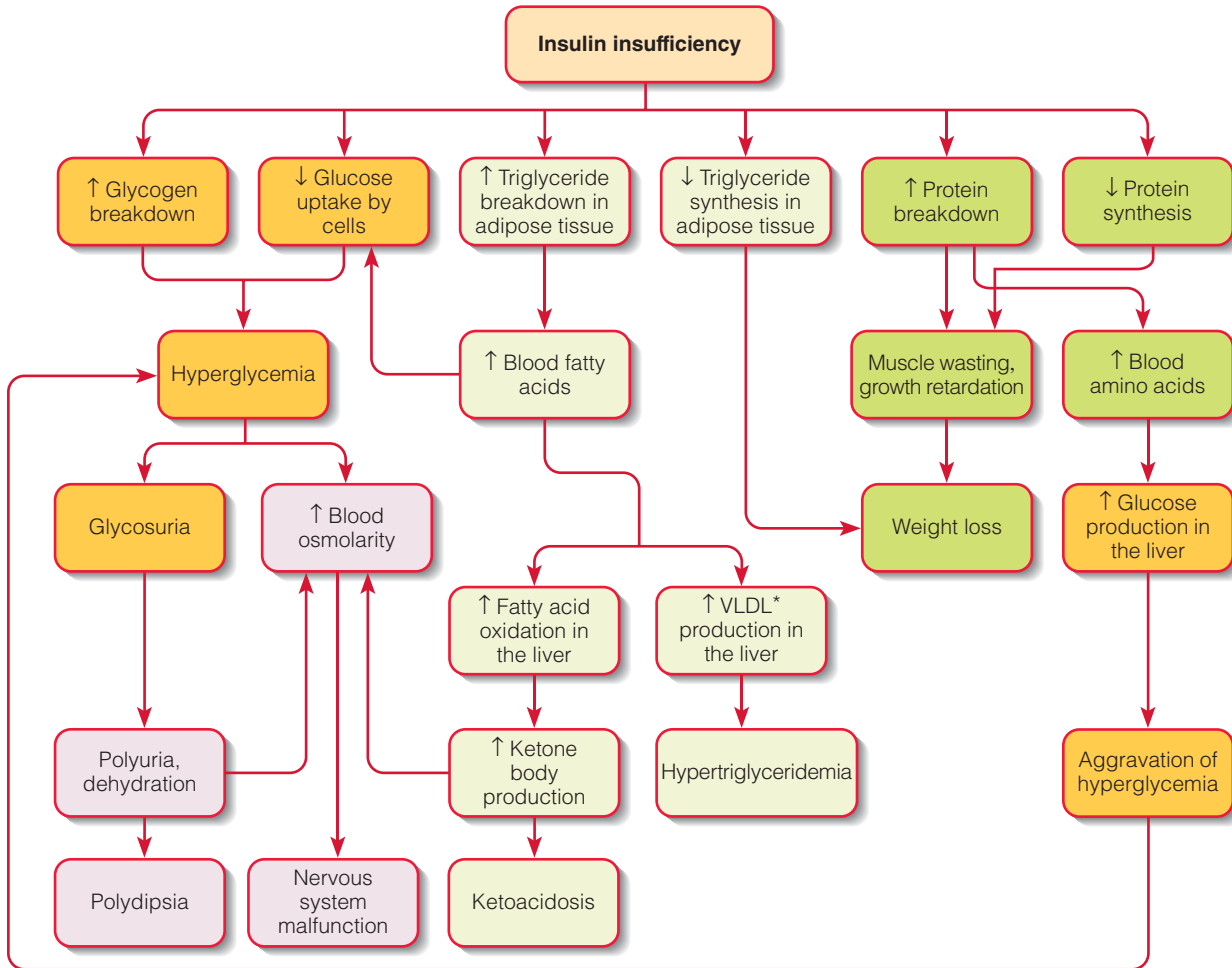 Insulin insufficiency
↑ Glycogen
breakdown
↓ Glucose
uptake by
cells
↑ Triglyceride
breakdown in
adipose tissue
↓ Triglyceride
synthesis in
adipose tissue
↑ Protein
breakdown
↓ Protein
synthesis
Hyperglycemia
↑ Blood fatty
acids
Muscle wasting,
growth retardation
↑ Blood
amino acids
Glycosuria
↑ Blood
osmolarity
Weight loss
↑ Glucose
production in
the liver
↑ Fatty acid
oxidation in
the liver
↑ VLDL*
production in
the liver
Polyuria,
dehydration
↑ Ketone
body
production
Hypertriglyceridemia
Aggravation of
hyperglycemia
Polydipsia
Nervous
system
malfunction
Ketoacidosis